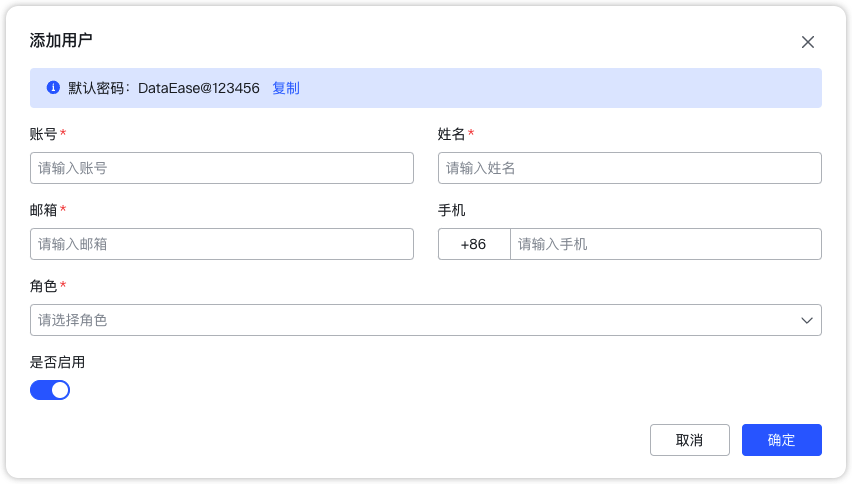 添加用户
默认密码：DataEase@123456 复制
账号*
姓名*
请输入账号
请输入姓名
邮箱*
手机
请输入邮箱
+86
请输入手机
角色*
请选择角色
是否启用
取消
确定